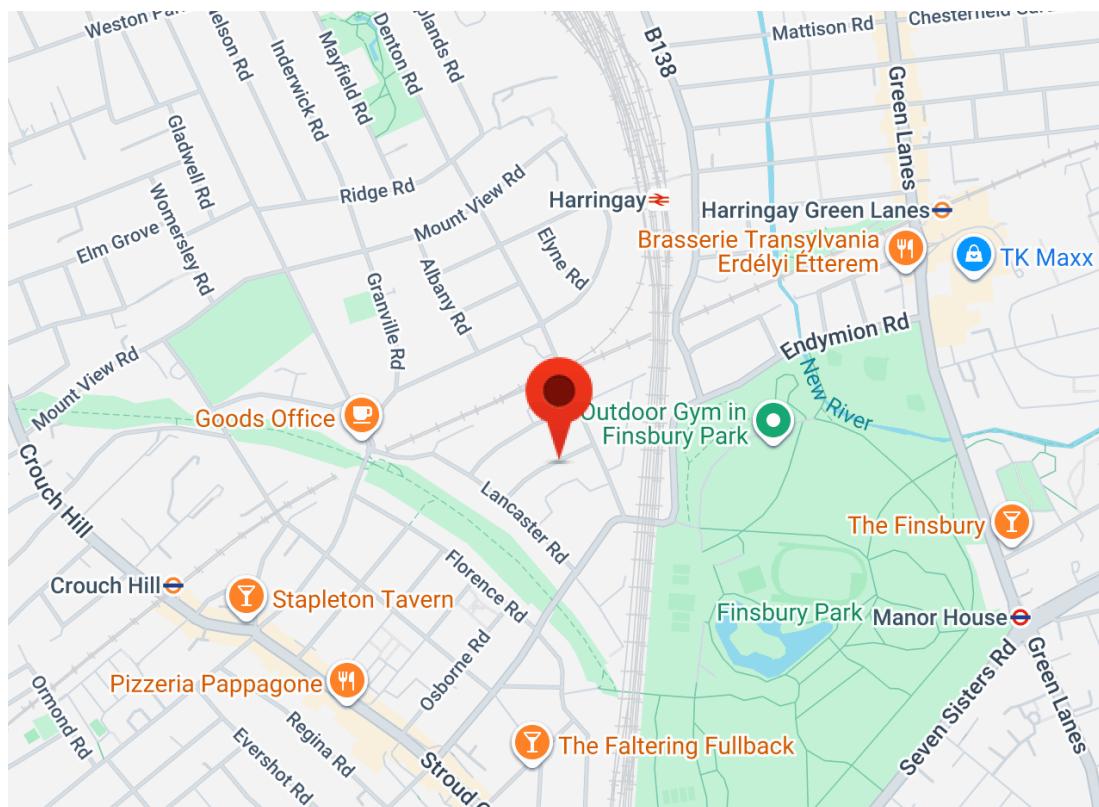 Weston Park
Nelson Rd
Inderwick Rd
Mayfield Rd
Denton Rd
plands Rd
B138
Mattison Rd
Chesterfield Gar
Green Lanes
Gladwell Rd
Womersley Rd
Ridge Rd
Mount View Rd
Elm Grove
Harringay
Harringay Green Lanes
Brasserie Transylvania
Erdélyi Étterem
TK Maxx
Elyne Rd
Albany Rd
Granville Rd
Endymion Rd
New River
Mount View Rd
Goods Office
Outdoor Gym in
Finsbury Park
Crouch Hill
Lancaster Rd
Florence Rd
The Finsbury
Crouch Hill
Stapleton Tavern
Finsbury Park
Manor House
Osborne Rd
Pizzeria Pappagone
Ormond Rd
Regina Rd
Evershot Rd
Stroud G
The Faltering Fullback
Seven Sisters Rd
Green Lanes